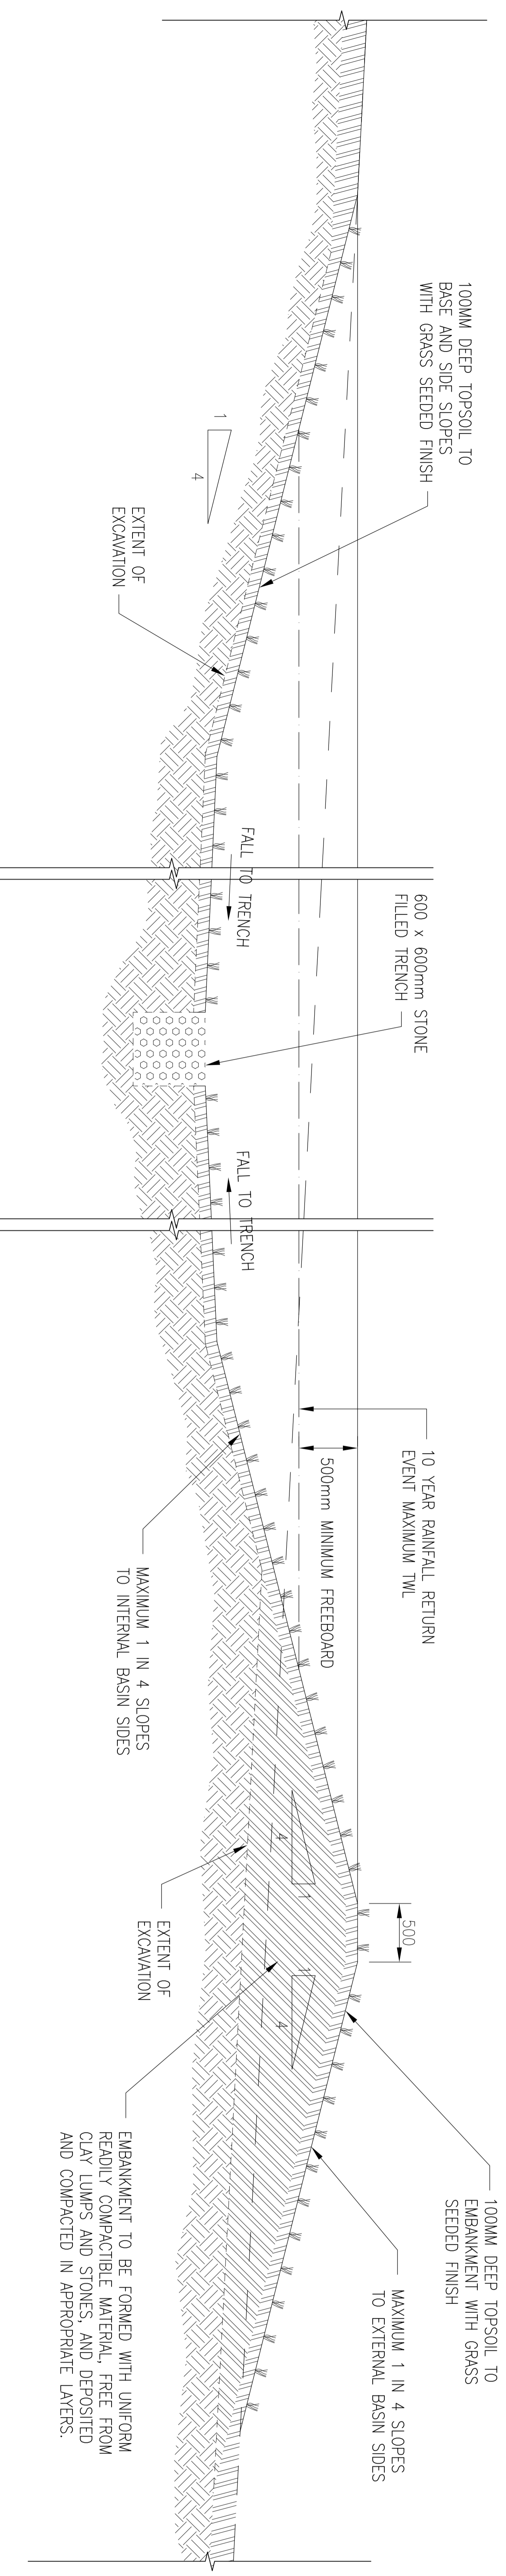 100MM DEEP TOPSOIL TO
BASE AND SIDE SLOPES
WITH GRASS SEEDED FINISH
1
4
EXTENT OF
EXCAVATION
FALL TO TRENCH
600 x 600mm STONE
FILLED TRENCH
FALL TO TRENCH
10 YEAR RAINFALL RETURN
EVENT MAXIMUM TWL
500mm MINIMUM FREEBOARD
MAXIMUM 1 IN 4 SLOPES
TO INTERNAL BASIN SIDES
4
1
EXTENT OF
EXCAVATION
500
1
4
100MM DEEP TOPSOIL TO
EMBANKMENT WITH GRASS
SEEDED FINISH
MAXIMUM 1 IN 4 SLOPES
TO EXTERNAL BASIN SIDES
EMBANKMENT TO BE FORMED WITH UNIFORM
READILY COMPACTIBLE MATERIAL, FREE FROM
CLAY LUMPS AND STONES, AND DEPOSITED
AND COMPACTED IN APPROPRIATE LAYERS.